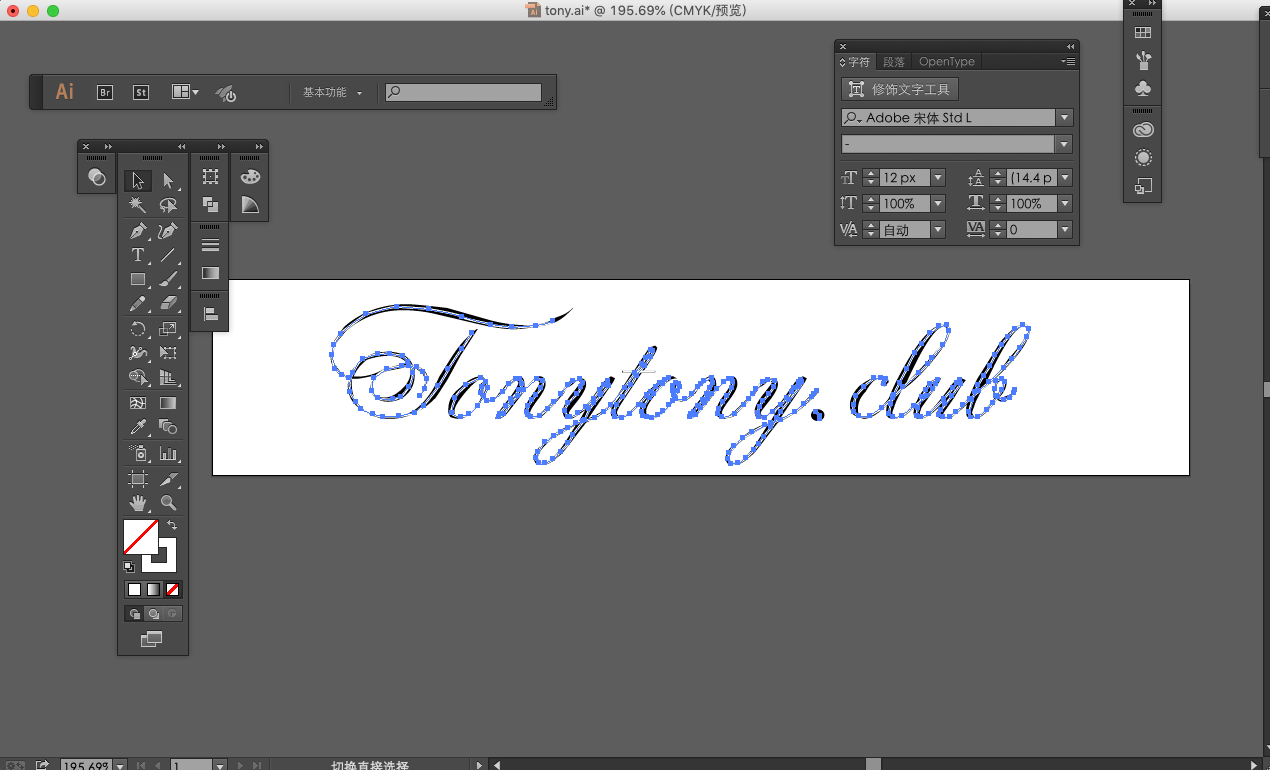 tony.ai* @ 195.69% (CMYK/预览)
Ai Br St 基本功能
字符 段落 OpenType
修饰文字工具
Adobe 宋体 Std L
-
12 px (14.4 p
100% 100%
自动 0
Tonytony. club
195.69% 1 切换直接选择